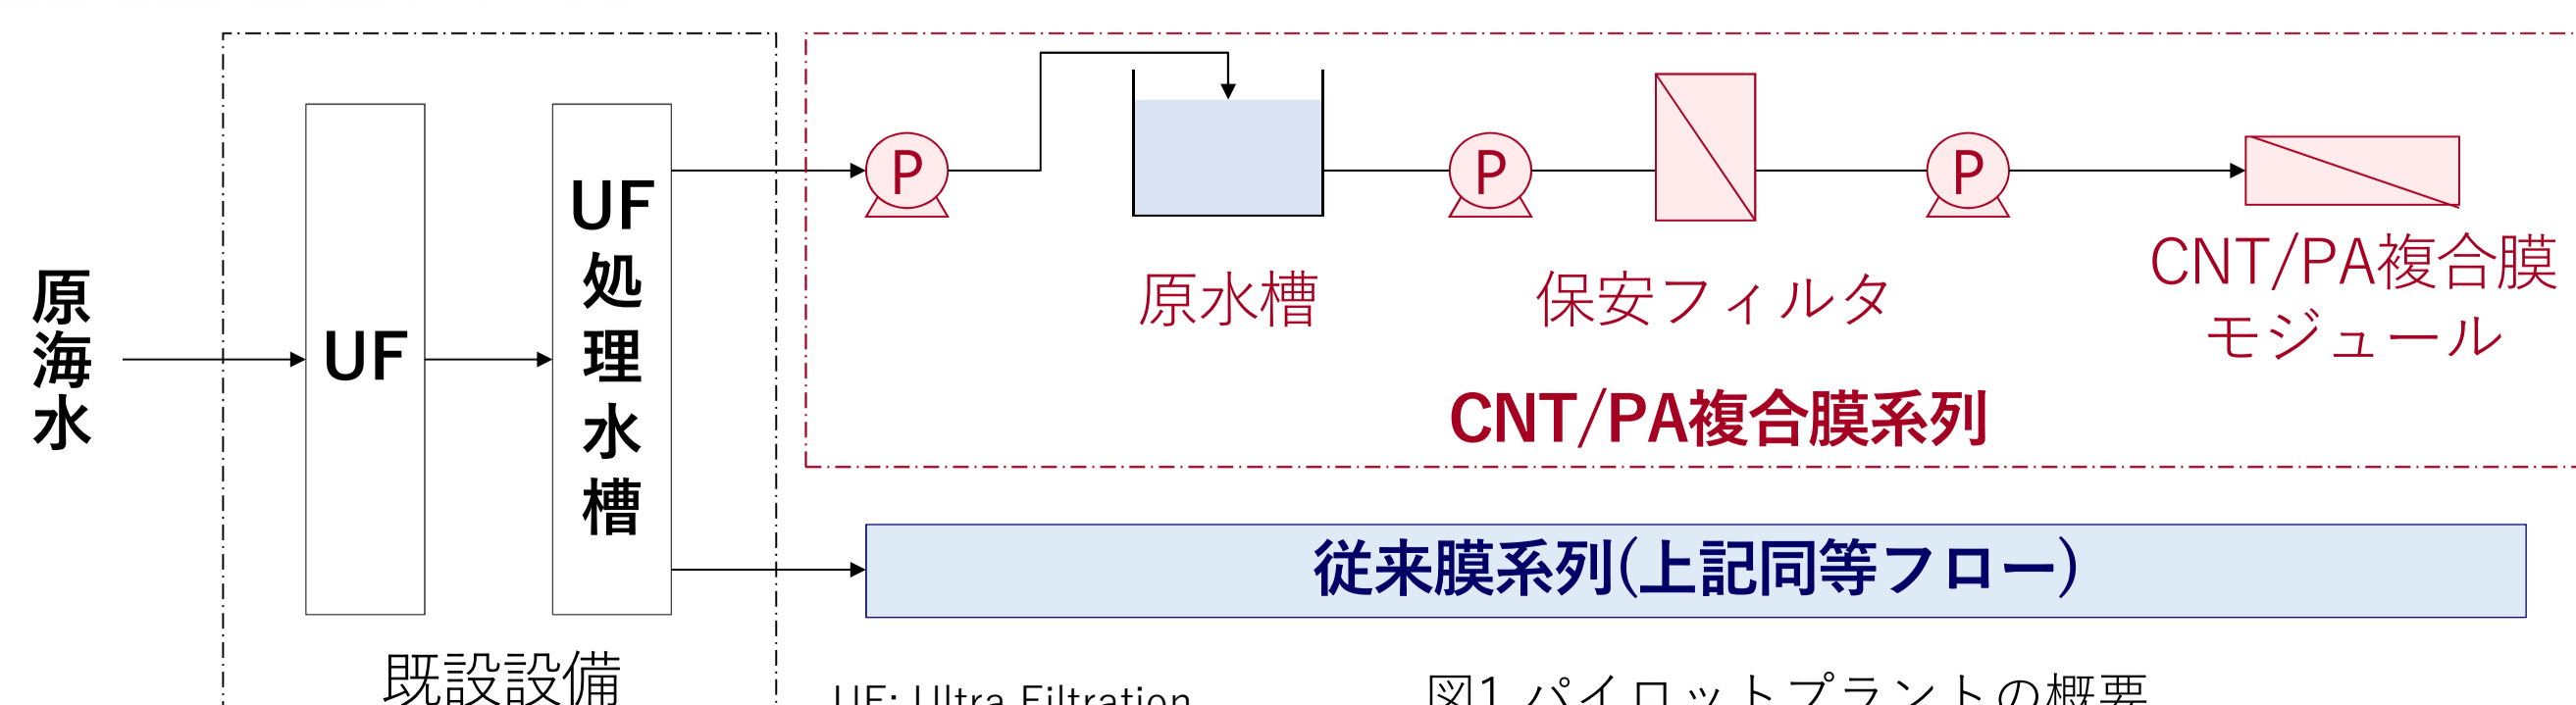 原海水
UF
UF処理水槽
既設設備
P
P
P
原水槽
保安フィルタ
CNT/PA複合膜
モジュール
CNT/PA複合膜系列
従来膜系列(上記同等フロー)
UF: Ultra Filtration
図1 パイロットプラントの概要